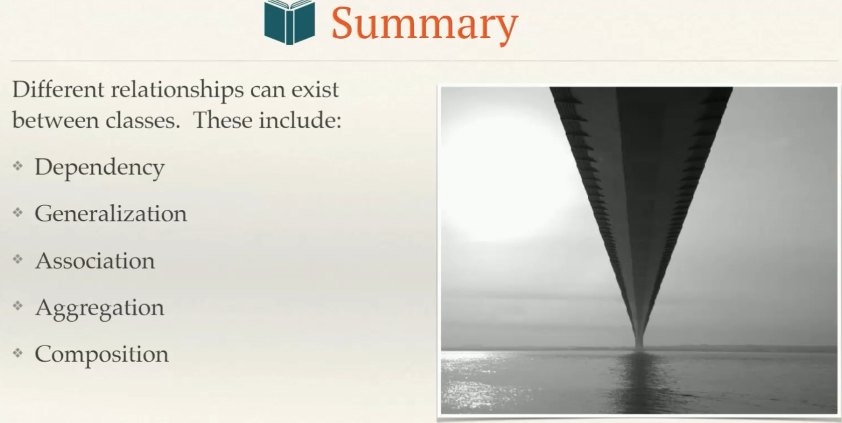 Summary
Different relationships can exist
between classes.  These include:
Dependency
Generalization
Association
Aggregation
Composition